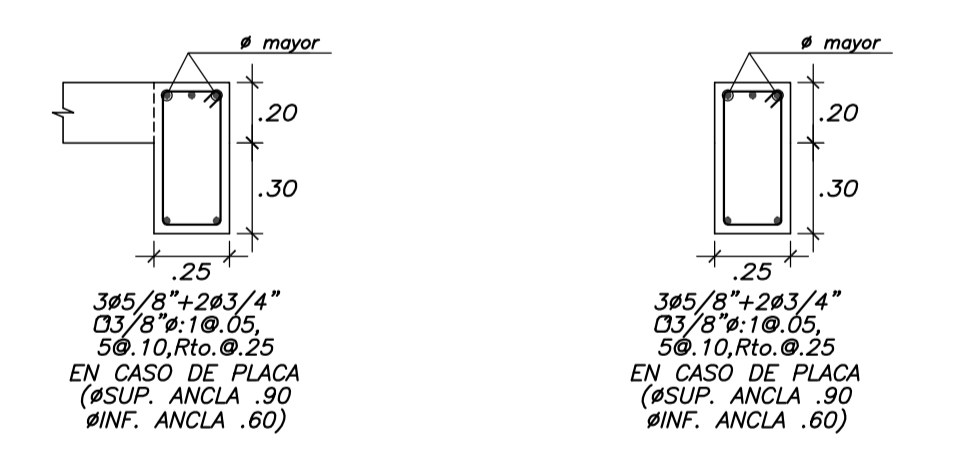 ø mayor
.20
.30
.25
3ø5/8"+2ø3/4"
3/8"ø:1@.05,
5@.10,Rto.@.25
EN CASO DE PLACA
(øSUP. ANCLA .90
øINF. ANCLA .60)
ø mayor
.20
.30
.25
3ø5/8"+2ø3/4"
3/8"ø:1@.05,
5@.10,Rto.@.25
EN CASO DE PLACA
(øSUP. ANCLA .90
øINF. ANCLA .60)